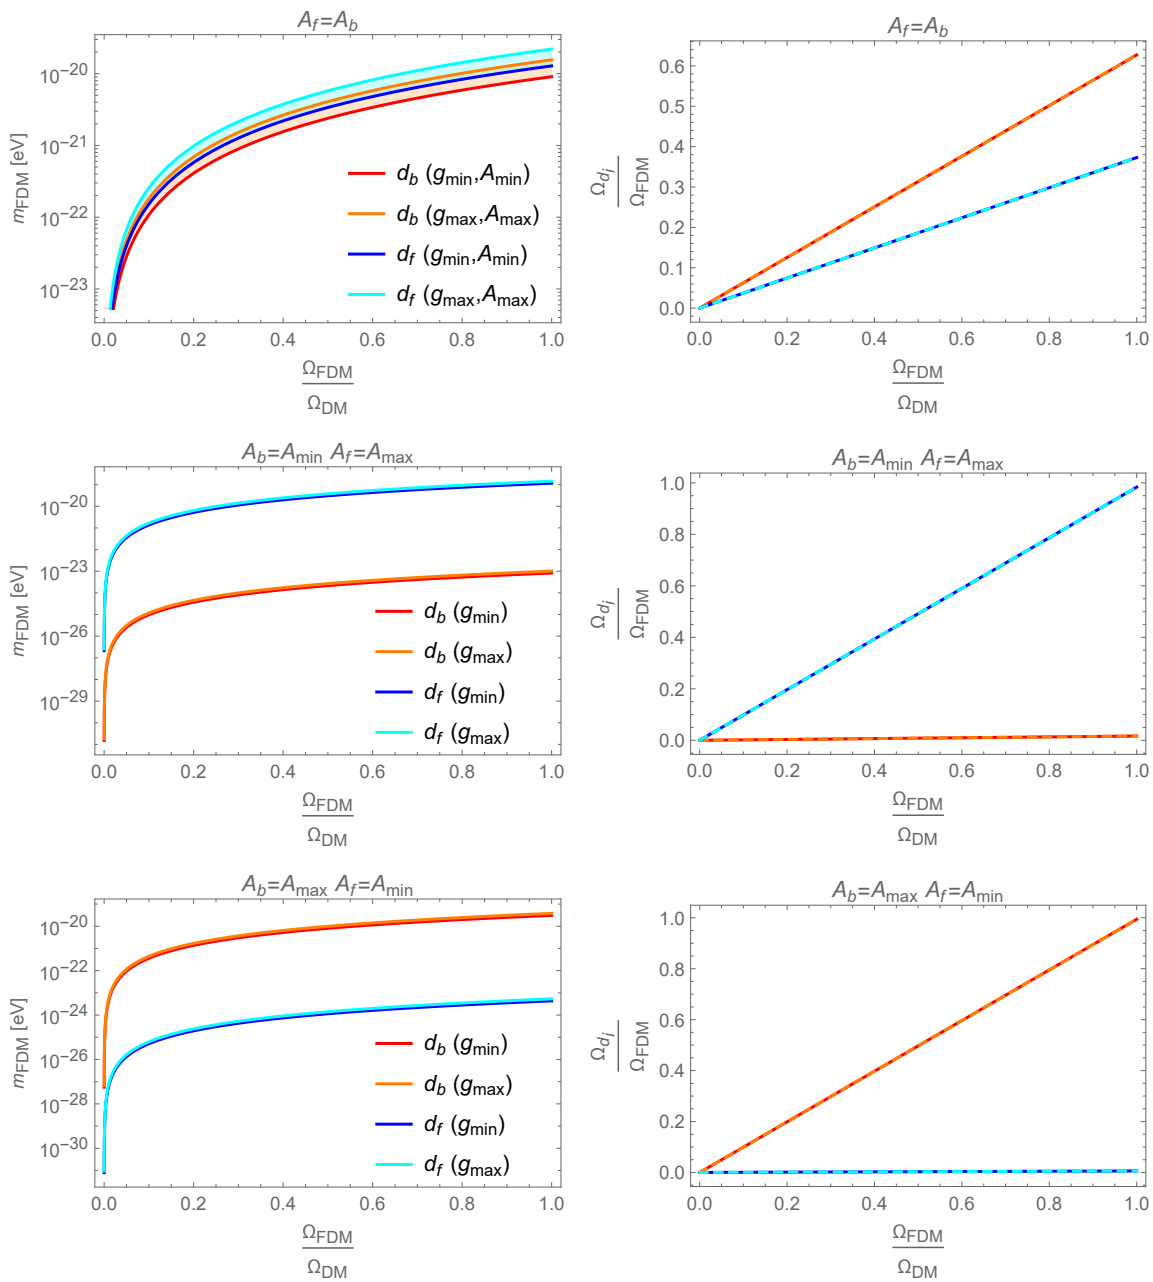 A_f=A_b
m_FDM [eV]
10^−20
10^−21
10^−22
10^−23
d_b (g_min,A_min)
d_b (g_max,A_max)
d_f (g_min,A_min)
d_f (g_max,A_max)
0.0 0.2 0.4 0.6 0.8 1.0
Ω_FDM
Ω_DM
A_f=A_b
Ω_d_i
Ω_FDM
0.6
0.5
0.4
0.3
0.2
0.1
0.0
0.0 0.2 0.4 0.6 0.8 1.0
Ω_FDM
Ω_DM
A_b=A_min A_f=A_max
m_FDM [eV]
10^−20
10^−23
10^−26
10^−29
d_b (g_min)
d_b (g_max)
d_f (g_min)
d_f (g_max)
0.0 0.2 0.4 0.6 0.8 1.0
Ω_FDM
Ω_DM
A_b=A_min A_f=A_max
Ω_d_i
Ω_FDM
1.0
0.8
0.6
0.4
0.2
0.0
0.0 0.2 0.4 0.6 0.8 1.0
Ω_FDM
Ω_DM
A_b=A_max A_f=A_min
m_FDM [eV]
10^−20
10^−22
10^−24
10^−26
10^−28
10^−30
d_b (g_min)
d_b (g_max)
d_f (g_min)
d_f (g_max)
0.0 0.2 0.4 0.6 0.8 1.0
Ω_FDM
Ω_DM
A_b=A_max A_f=A_min
Ω_d_i
Ω_FDM
1.0
0.8
0.6
0.4
0.2
0.0
0.0 0.2 0.4 0.6 0.8 1.0
Ω_FDM
Ω_DM